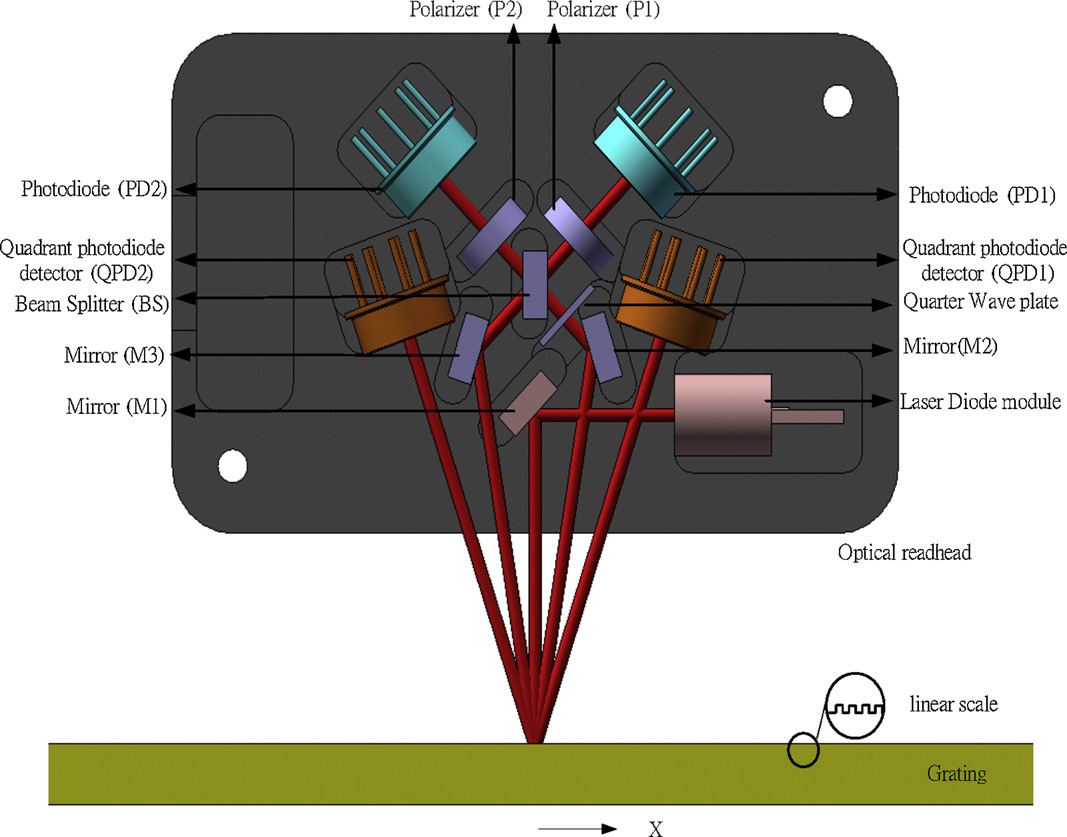 Polarizer (P2)
Polarizer (P1)
Photodiode (PD2)
Photodiode (PD1)
Quadrant photodiode
detector (QPD2)
Quadrant photodiode
detector (QPD1)
Beam Splitter (BS)
Quarter Wave plate
Mirror (M3)
Mirror(M2)
Mirror (M1)
Laser Diode module
Optical readhead
linear scale
Grating
X